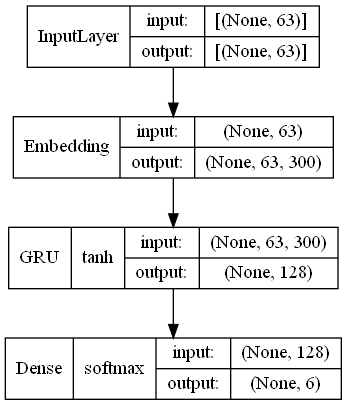 InputLayer input: [(None, 63)]
output: [(None, 63)]
Embedding input: (None, 63)
output: (None, 63, 300)
GRU tanh input: (None, 63, 300)
output: (None, 128)
Dense softmax input: (None, 128)
output: (None, 6)